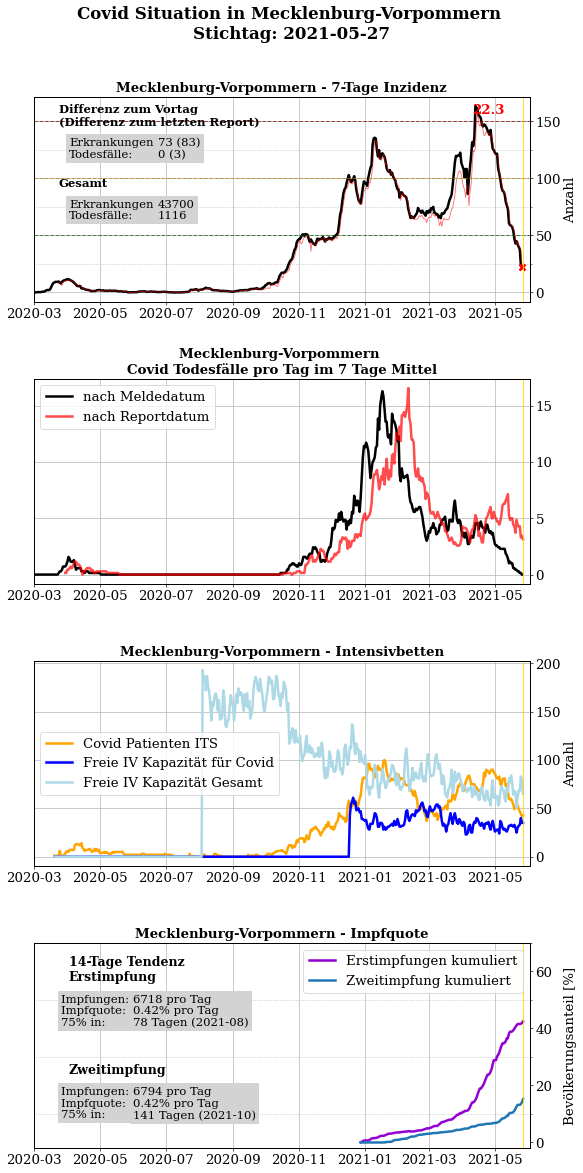 Covid Situation in Mecklenburg-Vorpommern
Stichtag: 2021-05-27
Mecklenburg-Vorpommern - 7-Tage Inzidenz
Differenz zum Vortag
(Differenz zum letzten Report)
Erkrankungen 73 (83)
Todesfälle: 0 (3)
Gesamt
Erkrankungen 43700
Todesfälle: 1116
22.3
150
100
50
0
Anzahl
2020-03 2020-05 2020-07 2020-09 2020-11 2021-01 2021-03 2021-05
Mecklenburg-Vorpommern
Covid Todesfälle pro Tag im 7 Tage Mittel
nach Meldedatum
nach Reportdatum
15
10
5
0
2020-03 2020-05 2020-07 2020-09 2020-11 2021-01 2021-03 2021-05
Mecklenburg-Vorpommern - Intensivbetten
Covid Patienten ITS
Freie IV Kapazität für Covid
Freie IV Kapazität Gesamt
200
150
100
50
0
Anzahl
2020-03 2020-05 2020-07 2020-09 2020-11 2021-01 2021-03 2021-05
Mecklenburg-Vorpommern - Impfquote
14-Tage Tendenz
Erstimpfung
Impfungen: 6718 pro Tag
Impfquote: 0.42% pro Tag
75% in: 78 Tagen (2021-08)
Zweitimpfung
Impfungen: 6794 pro Tag
Impfquote: 0.42% pro Tag
75% in: 141 Tagen (2021-10)
Erstimpfungen kumuliert
Zweitimpfung kumuliert
60
40
20
0
Bevölkerungsanteil [%]
2020-03 2020-05 2020-07 2020-09 2020-11 2021-01 2021-03 2021-05